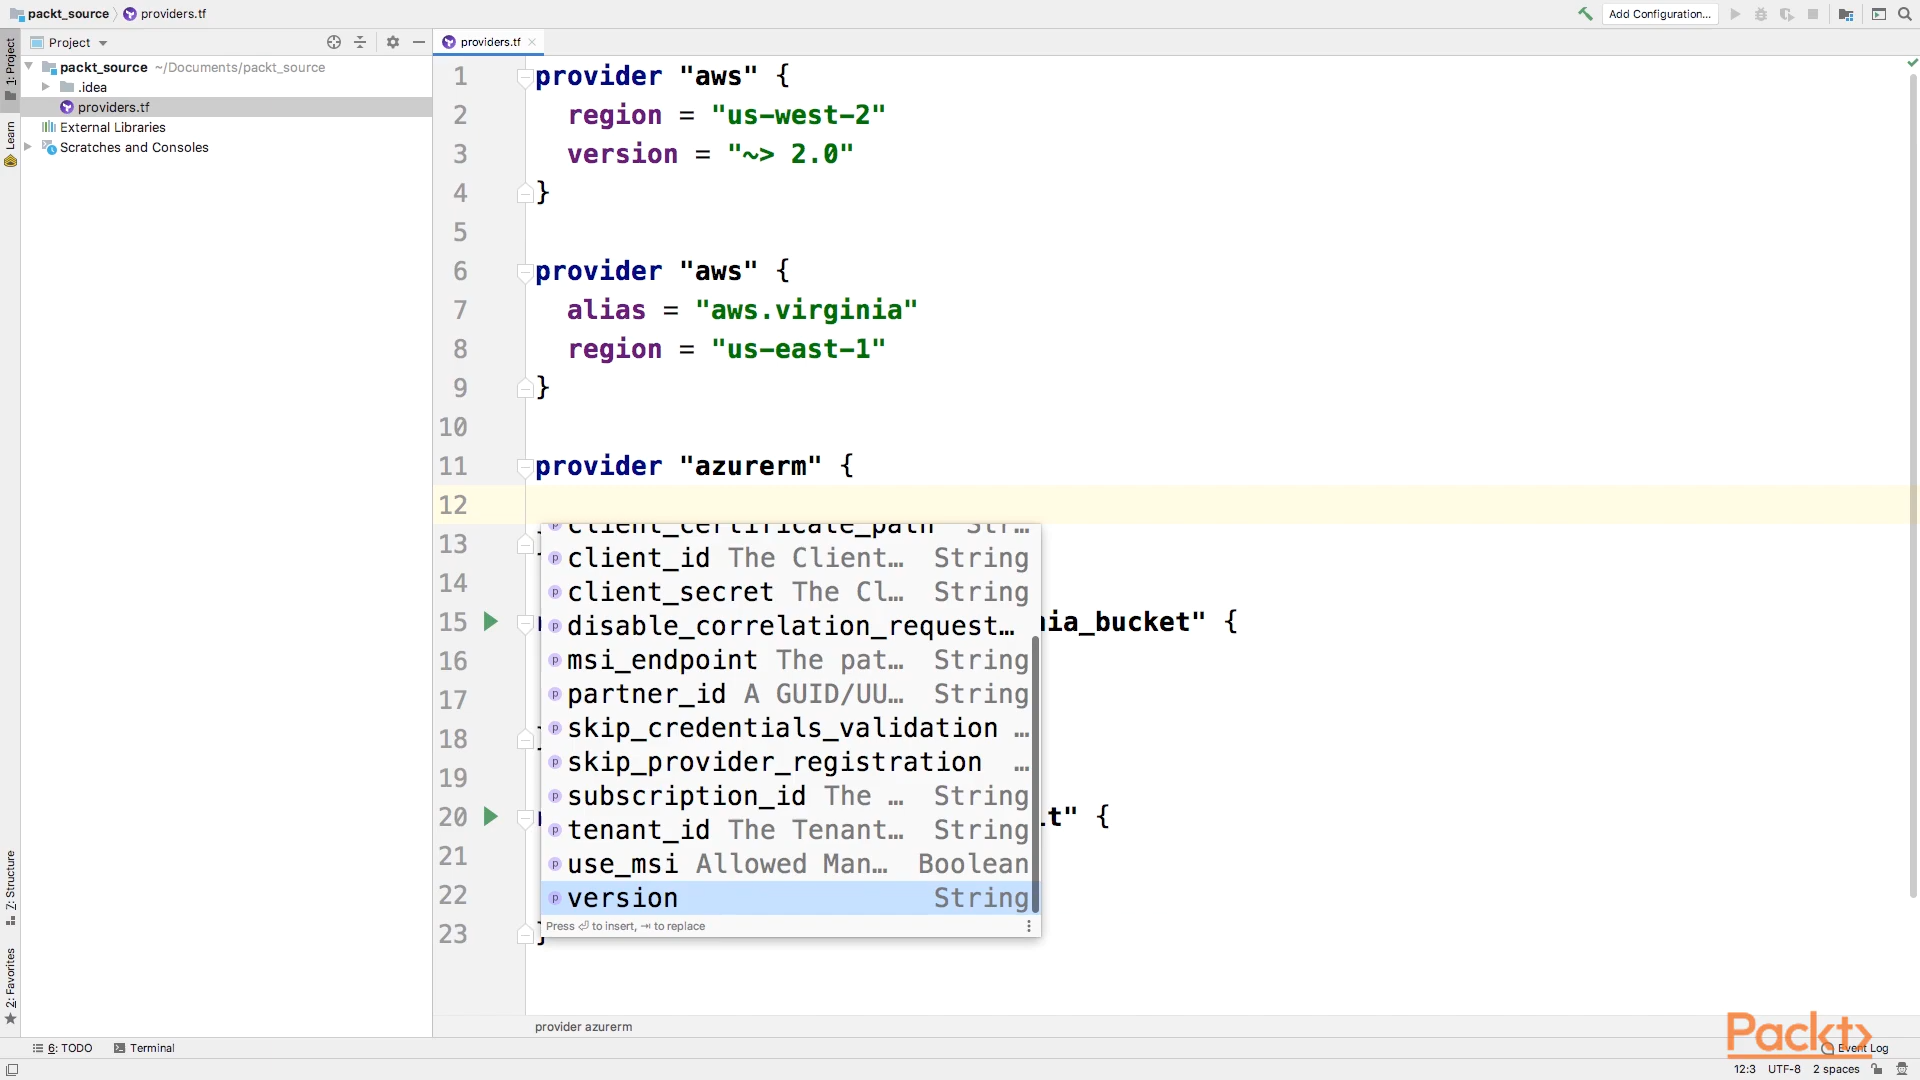 packt_source
providers.tf
Add Configuration...
1: Project
Learn
7: Structure
2: Favorites
Project
packt_source ~/Documents/packt_source
.idea
providers.tf
External Libraries
Scratches and Consoles
providers.tf
1 provider "aws" {
2 region = "us-west-2"
3 version = "~> 2.0"
4 }
5
6 provider "aws" {
7 alias = "aws.virginia"
8 region = "us-east-1"
9 }
10
11 provider "azurerm" {
12
client_certificate_path Str…
13
client_id The Client… String
14
client_secret The Cl… String
15 nia_bucket" {
disable_correlation_request…
16
msi_endpoint The pat… String
17
partner_id A GUID/UU… String
18
skip_credentials_validation …
19
skip_provider_registration …
subscription_id The … String
20 t" {
tenant_id The Tenant… String
21
use_msi Allowed Man… Boolean
22
version String
Press ⏎ to insert, ⇥ to replace
23 }
provider azurerm
6: TODO
Terminal
Packt>
Event Log
12:3 UTF-8 2 spaces